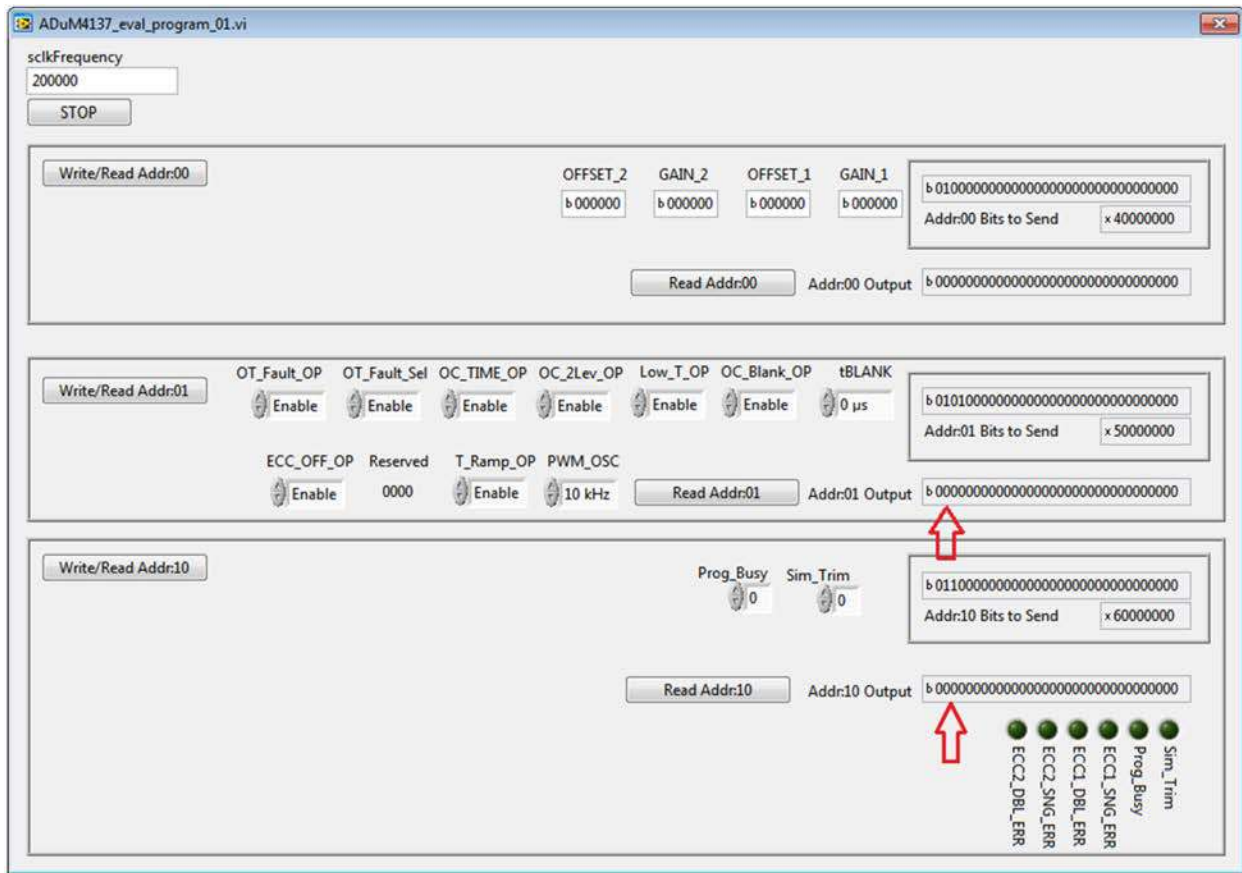 ADuM4137_eval_program_01.vi
sclkFrequency
200000
STOP
Write/Read Addr:00
OFFSET_2 GAIN_2 OFFSET_1 GAIN_1
b 000000 b 000000 b 000000 b 000000
b 01000000000000000000000000000000
Addr:00 Bits to Send x 40000000
Read Addr:00 Addr:00 Output b 00000000000000000000000000000000
Write/Read Addr:01
OT_Fault_OP OT_Fault_Sel OC_TIME_OP OC_2Lev_OP Low_T_OP OC_Blank_OP tBLANK
Enable Enable Enable Enable Enable Enable 0 µs
b 01010000000000000000000000000000
Addr:01 Bits to Send x 50000000
ECC_OFF_OP Reserved T_Ramp_OP PWM_OSC
Enable 0000 Enable 10 kHz
Read Addr:01 Addr:01 Output b 00000000000000000000000000000000
Write/Read Addr:10
Prog_Busy Sim_Trim
0 0
b 01100000000000000000000000000000
Addr:10 Bits to Send x 60000000
Read Addr:10 Addr:10 Output b 00000000000000000000000000000000
ECC2_DBL_ERR
ECC2_SNG_ERR
ECC1_DBL_ERR
ECC1_SNG_ERR
Prog_Busy
Sim_Trim